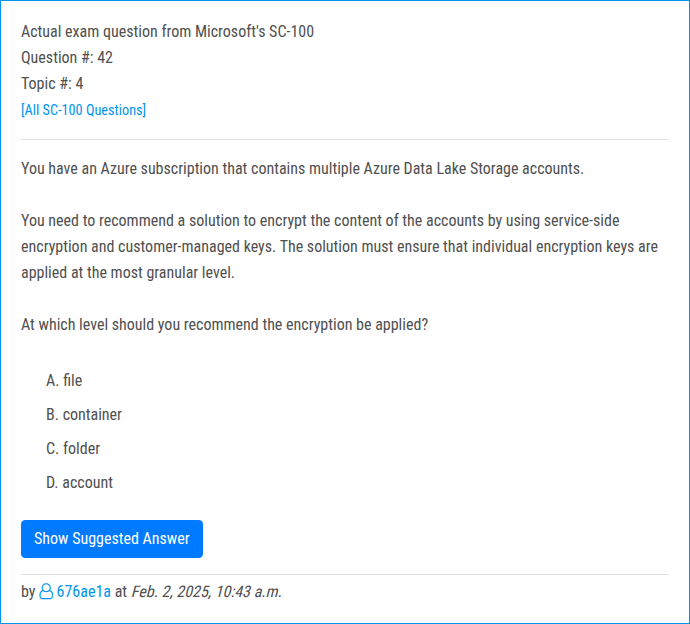 Actual exam question from Microsoft's SC-100
Question #: 42
Topic #: 4
[All SC-100 Questions]
You have an Azure subscription that contains multiple Azure Data Lake Storage accounts.
You need to recommend a solution to encrypt the content of the accounts by using service-side
encryption and customer-managed keys. The solution must ensure that individual encryption keys are
applied at the most granular level.
At which level should you recommend the encryption be applied?
A. file
B. container
C. folder
D. account
Show Suggested Answer
by 676ae1a at Feb. 2, 2025, 10:43 a.m.